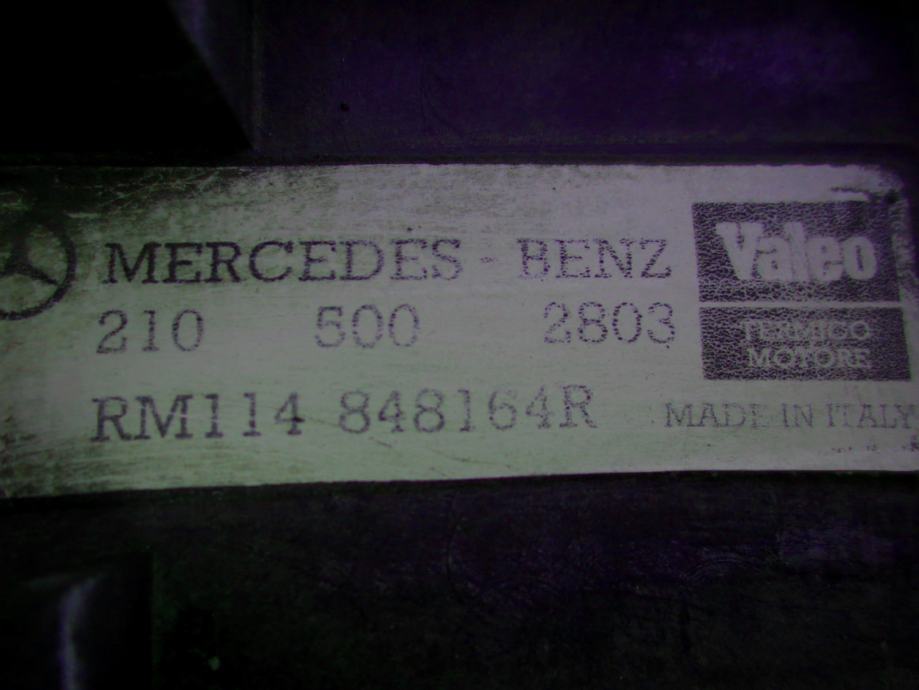 MERCEDES - BENZ
210 500 2803
RM114 848164R
Valeo
TERMICO
MOTORE
MADE IN ITALY